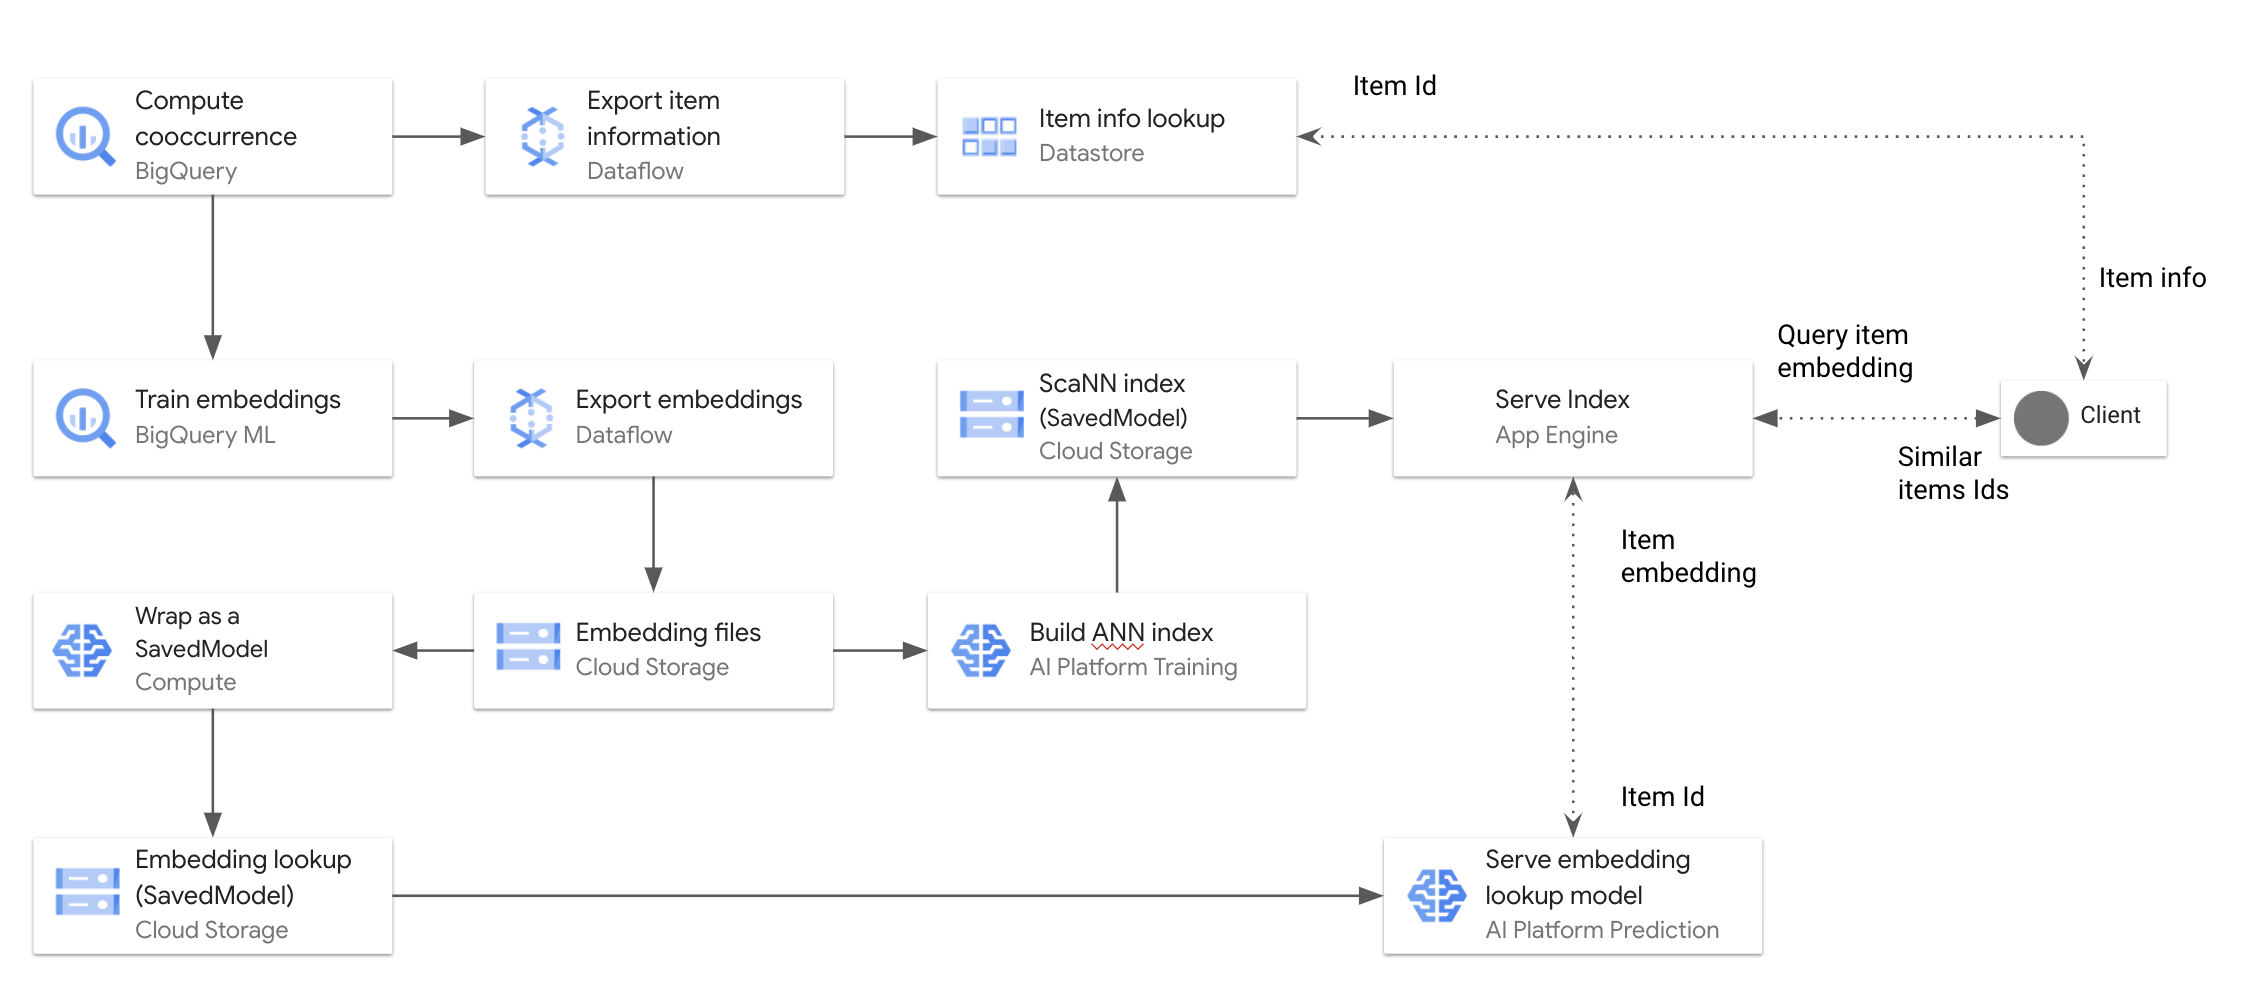 Compute
cooccurrence
BigQuery
Export item
information
Dataflow
Item info lookup
Datastore
Item Id
Item info
Train embeddings
BigQuery ML
Export embeddings
Dataflow
ScaNN index
(SavedModel)
Cloud Storage
Serve Index
App Engine
Query item
embedding
Client
Similar
items Ids
Item
embedding
Wrap as a
SavedModel
Compute
Embedding files
Cloud Storage
Build ANN index
AI Platform Training
Item Id
Embedding lookup
(SavedModel)
Cloud Storage
Serve embedding
lookup model
AI Platform Prediction